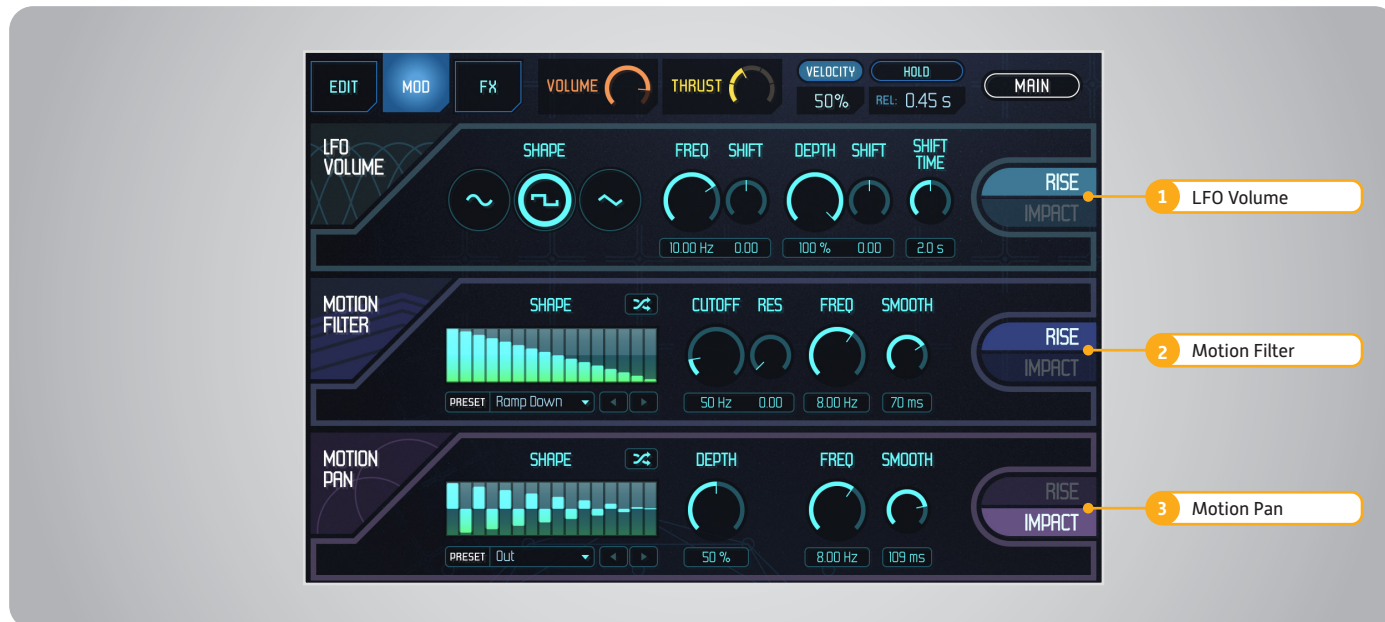 EDIT MOD FX VOLUME THRUST VELOCITY HOLD MAIN
50% REL: 0.45 s
LFO VOLUME
SHAPE FREQ SHIFT DEPTH SHIFT SHIFT TIME
RISE
IMPACT
10.00 Hz 0.00 100 % 0.00 2.0 s
1 LFO Volume
MOTION FILTER
SHAPE CUTOFF RES FREQ SMOOTH
RISE
IMPACT
PRESET Ramp Down 50 Hz 0.00 8.00 Hz 70 ms
2 Motion Filter
MOTION PAN
SHAPE DEPTH FREQ SMOOTH
RISE
IMPACT
PRESET Out 50 % 8.00 Hz 109 ms
3 Motion Pan